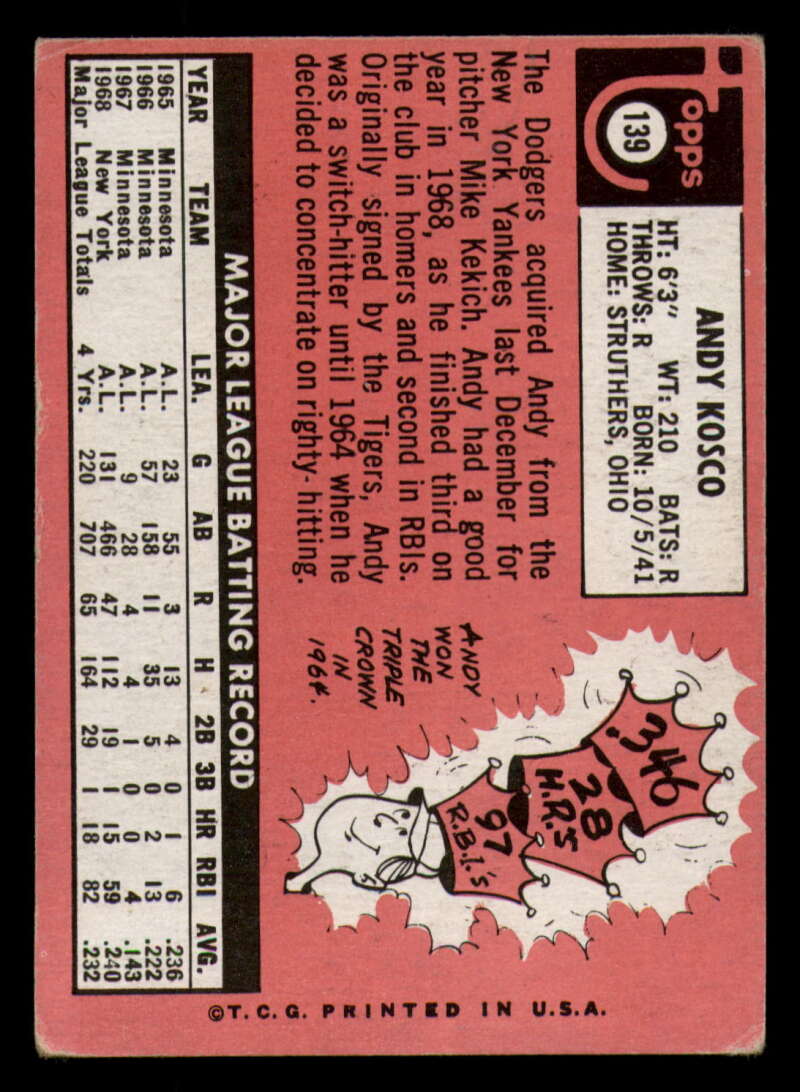 Topps
139
ANDY KOSCO
HT: 6'3" WT: 210 BATS: R
THROWS: R BORN: 10/5/41
HOME: STRUTHERS, OHIO
The Dodgers acquired Andy from the
New York Yankees last December for
pitcher Mike Kekich. Andy had a good
year in 1968, as he finished third on
the club in homers and second in RBIs.
Originally signed by the Tigers, Andy
was a switch-hitter until 1964 when he
decided to concentrate on righty-hitting.
ANDY
WON
THE
TRIPLE
CROWN
IN
1964.
.346
28
H.R.'s
97
R.B.I.'s
MAJOR LEAGUE BATTING RECORD
YEAR TEAM LEA. G AB R H 2B 3B HR RBI AVG.
1965 Minnesota A.L. 23 55 3 13 4 0 1 6 .236
1966 Minnesota A.L. 57 158 11 35 5 0 2 13 .222
1967 Minnesota A.L. 9 28 4 4 1 0 0 4 .143
1968 New York A.L. 131 466 47 112 19 1 15 59 .240
Major League Totals 4 Yrs. 220 707 65 164 29 1 18 82 .232
©T.C.G. PRINTED IN U.S.A.